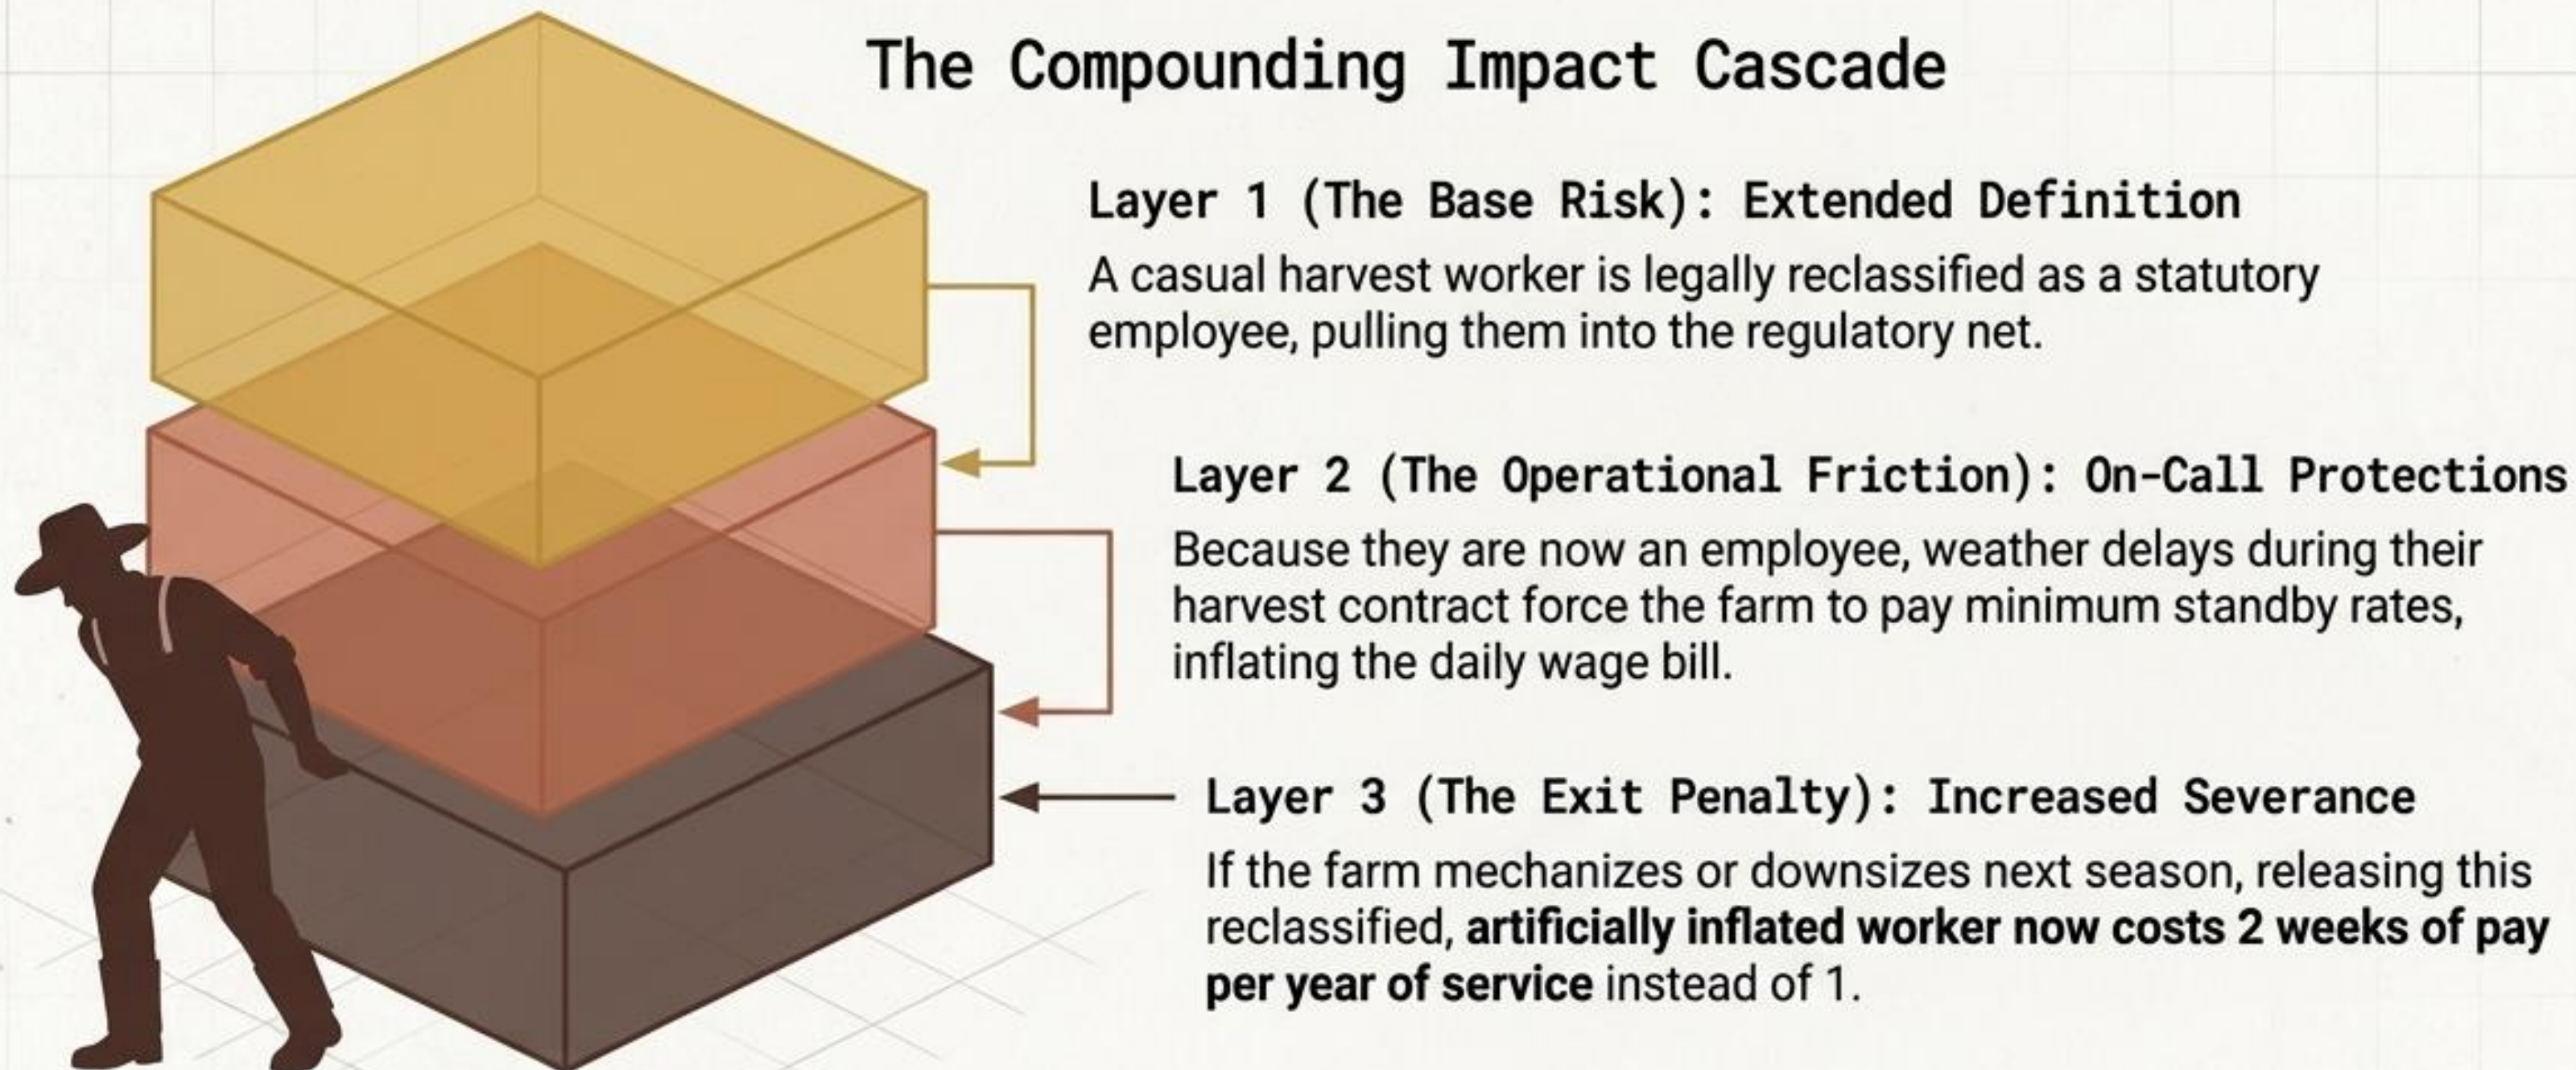 The Compounding Impact Cascade
Layer 1 (The Base Risk): Extended Definition
A casual harvest worker is legally reclassified as a statutory
employee, pulling them into the regulatory net.
Layer 2 (The Operational Friction): On-Call Protections
Because they are now an employee, weather delays during their
harvest contract force the farm to pay minimum standby rates,
inflating the daily wage bill.
Layer 3 (The Exit Penalty): Increased Severance
If the farm mechanizes or downsizes next season, releasing this
reclassified, artificially inflated worker now costs 2 weeks of pay
per year of service instead of 1.